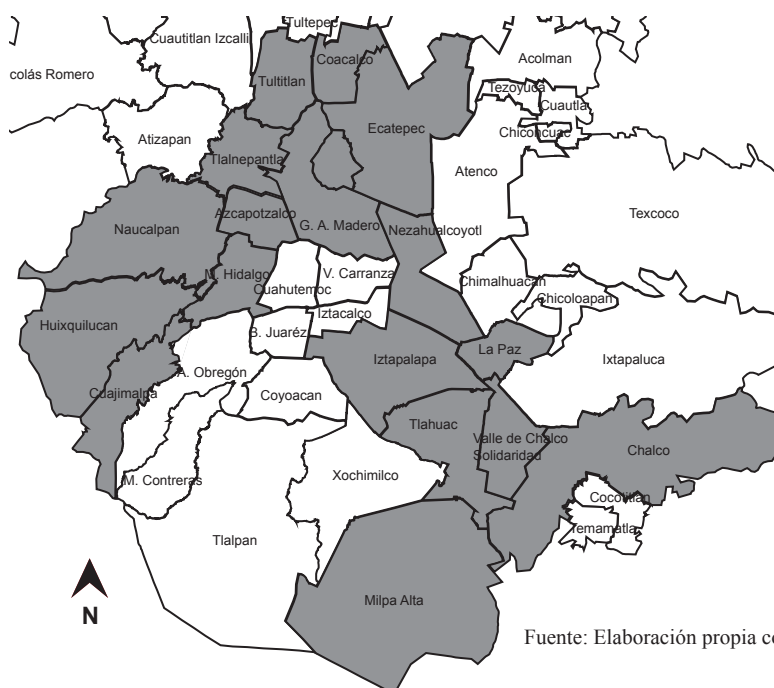 Tultepec
Cuautitlan Izcalli
Coacalco
Acolman
colás Romero
Tultitlan
Tezoyuca
Cuautla
Atizapan
Ecatepec
Chiconcuac
Tlalnepantla
Atenco
Texcoco
Azcapotzalco
Naucalpan
G. A. Madero
Nezahualcoyotl
M. Hidalgo
V. Carranza
Chimalhuacan
Cuahutemoc
Chicoloapan
Iztacalco
Huixquilucan
B. Juaréz
La Paz
Iztapalapa
Ixtapaluca
A. Obregón
Cuajimalpa
Coyoacan
Tlahuac
Valle de Chalco
Solidaridad
Chalco
Xochimilco
M. Contreras
Cocotitlan
Temamatla
Tlalpan
Milpa Alta
N
Fuente: Elaboración propia co